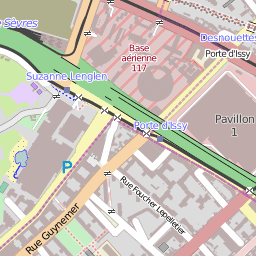 Sèvres
Desnouettes
Base
aérienne
117
Porte d'Issy
Suzanne Lenglen
Pavillon
1
Porte d'Issy
P
Rue Foucher Lepelletier
Rue Guynemer